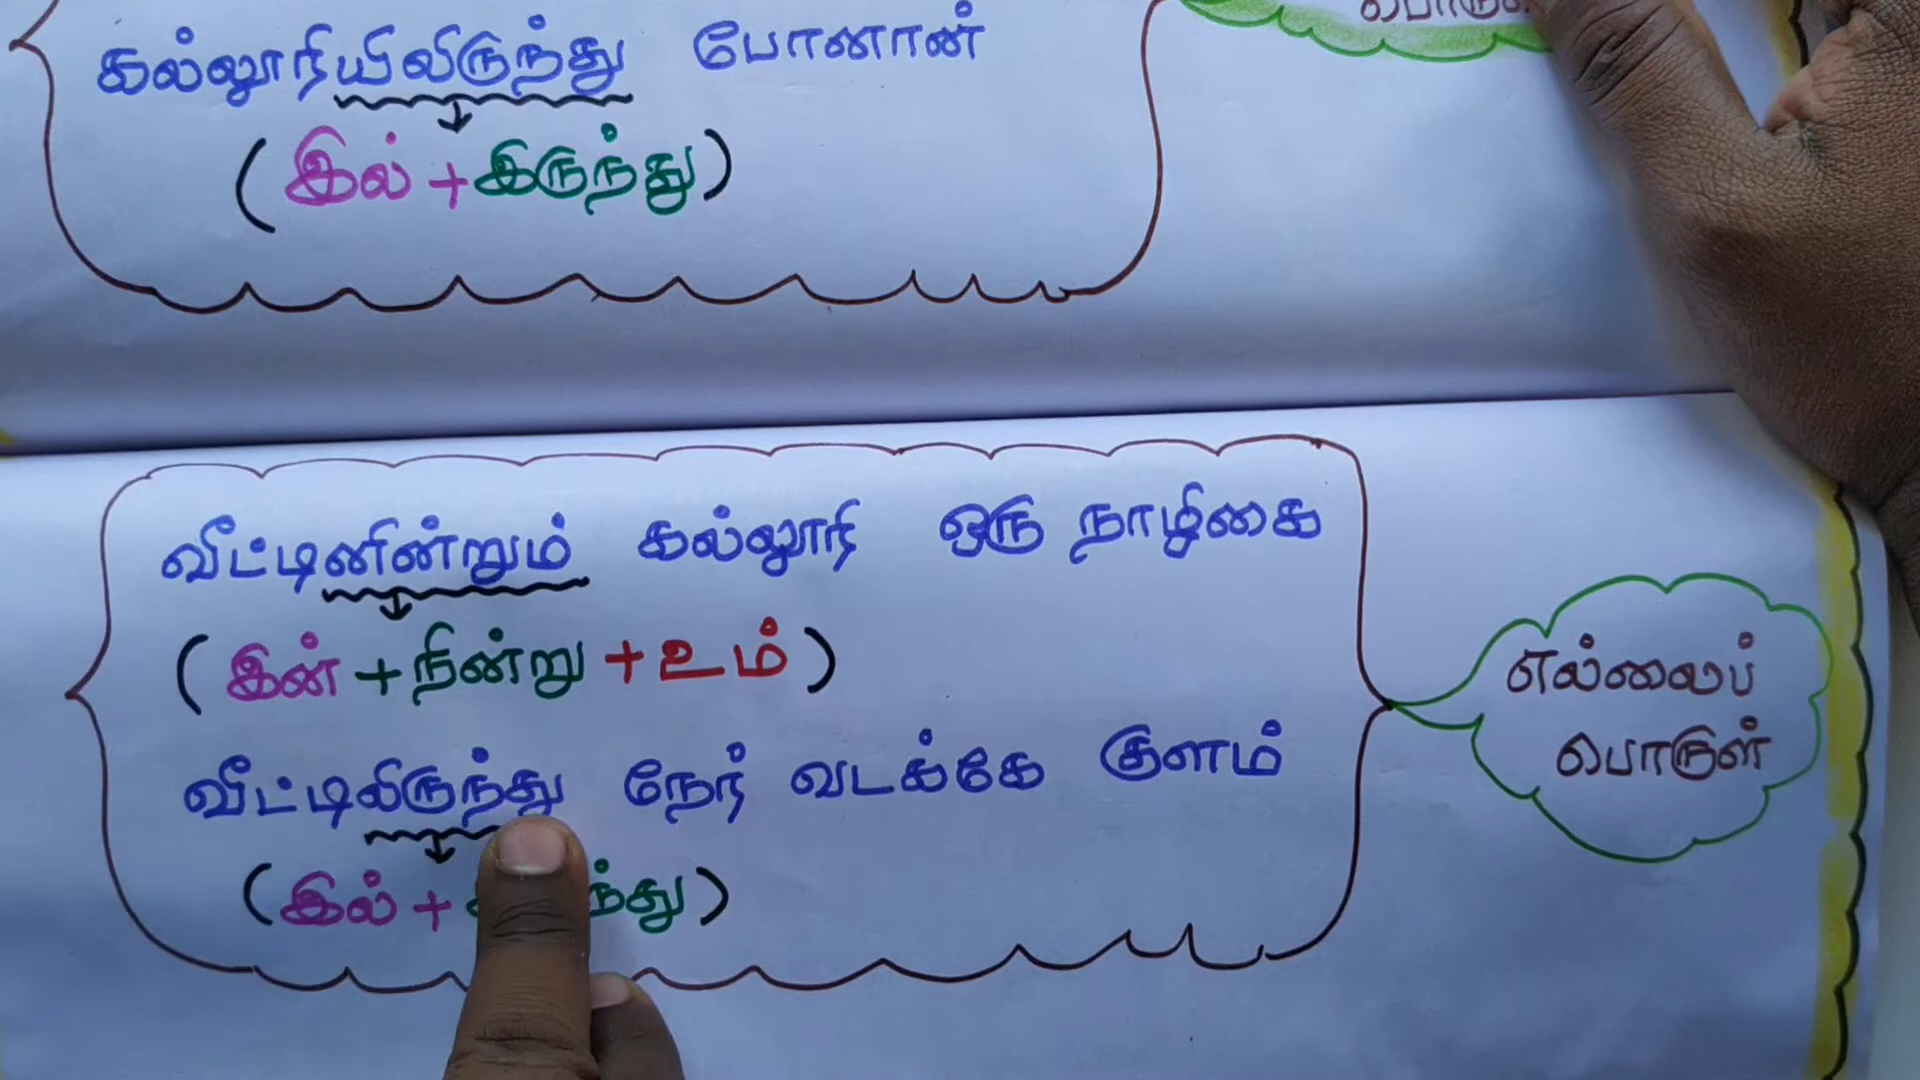 கல்லூரியிலிருந்து போனான்
(இல் + இருந்து)
வீட்டினின்றும் கல்லூரி ஒரு நாழிகை
(இன் + நின்று + உம்)
வீட்டிலிருந்து நேர் வடக்கே குளம்
(இல் +
எல்லைப்
பொருள்